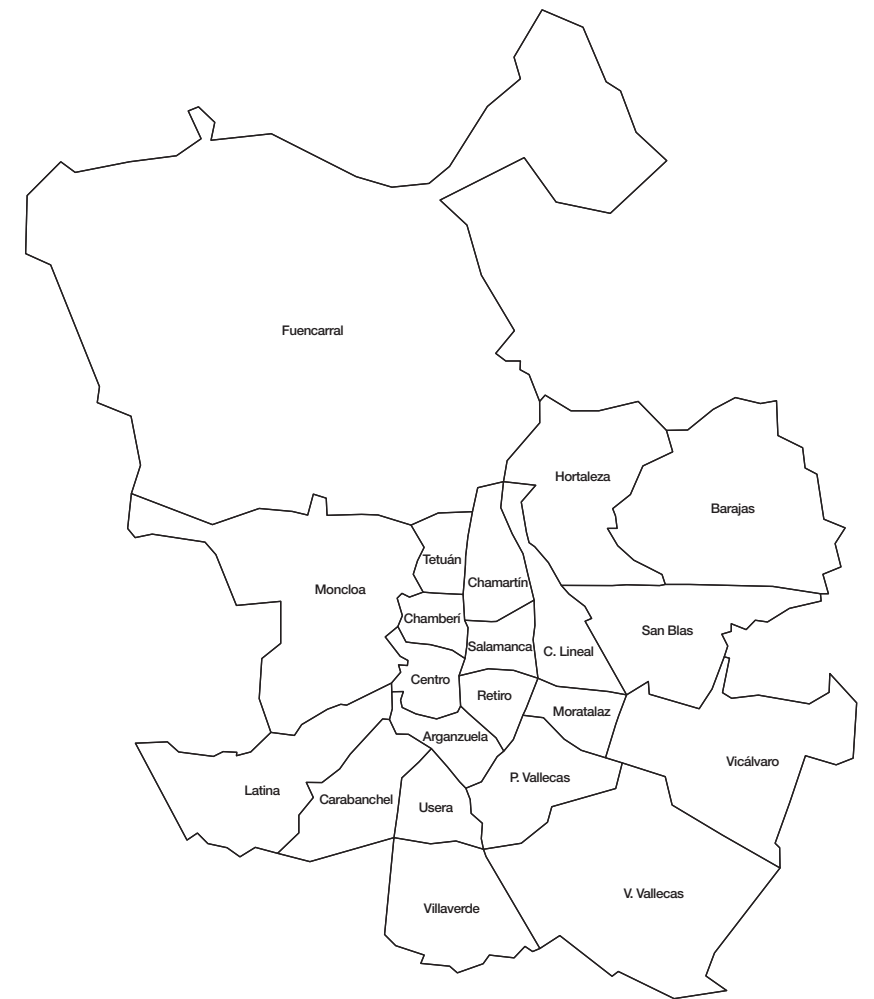 Fuencarral
Hortaleza
Barajas
Tetuán
Chamartín
Moncloa
Chamberí
San Blas
Salamanca
C. Lineal
Centro
Retiro
Moratalaz
Arganzuela
Vicálvaro
P. Vallecas
Latina
Carabanchel
Usera
V. Vallecas
Villaverde